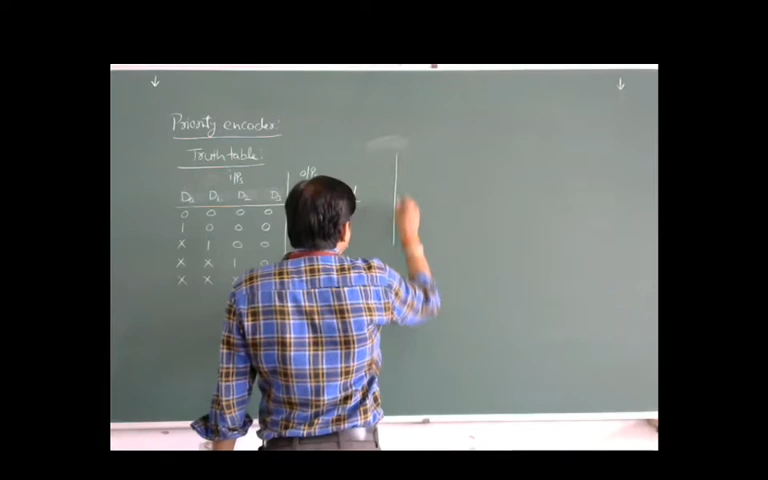 Priority encoder:
Truth table:
i/Ps o/Ps
D0 D1 D2 D3
0 0 0 0
1 0 0 0
X 1 0 0
X X 1 0
X X